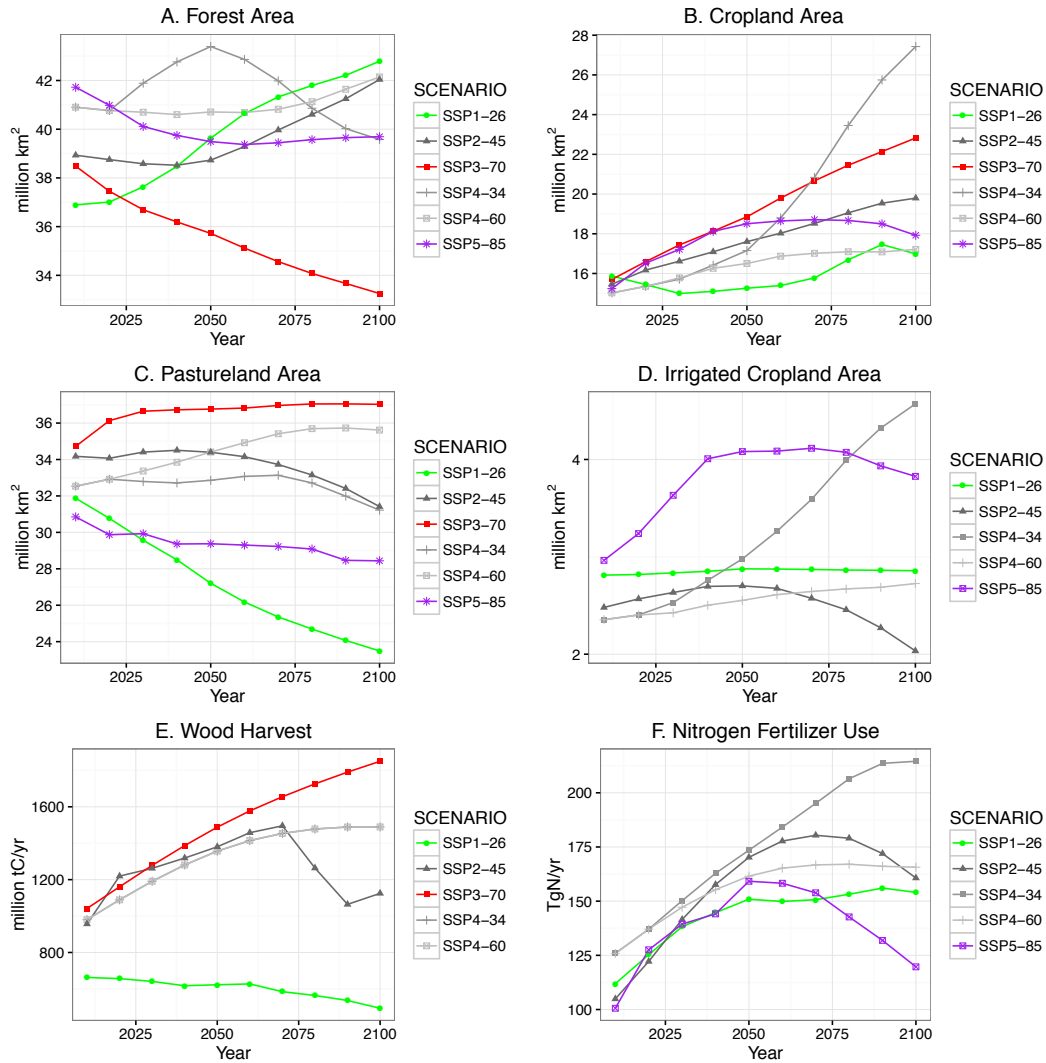 A. Forest Area
million km²
42
40
38
36
34
2025 2050 2075 2100
Year
SCENARIO
SSP1−26
SSP2−45
SSP3−70
SSP4−34
SSP4−60
SSP5−85
B. Cropland Area
million km²
28
26
24
22
20
18
16
2025 2050 2075 2100
Year
SCENARIO
SSP1−26
SSP2−45
SSP3−70
SSP4−34
SSP4−60
SSP5−85
C. Pastureland Area
million km²
36
34
32
30
28
26
24
2025 2050 2075 2100
Year
SCENARIO
SSP1−26
SSP2−45
SSP3−70
SSP4−34
SSP4−60
SSP5−85
D. Irrigated Cropland Area
million km²
4
2
2025 2050 2075 2100
Year
SCENARIO
SSP1−26
SSP2−45
SSP4−34
SSP4−60
SSP5−85
E. Wood Harvest
million tC/yr
1600
1200
800
2025 2050 2075 2100
Year
SCENARIO
SSP1−26
SSP2−45
SSP3−70
SSP4−34
SSP4−60
F. Nitrogen Fertilizer Use
TgN/yr
200
175
150
125
100
2025 2050 2075 2100
Year
SCENARIO
SSP1−26
SSP2−45
SSP4−34
SSP4−60
SSP5−85